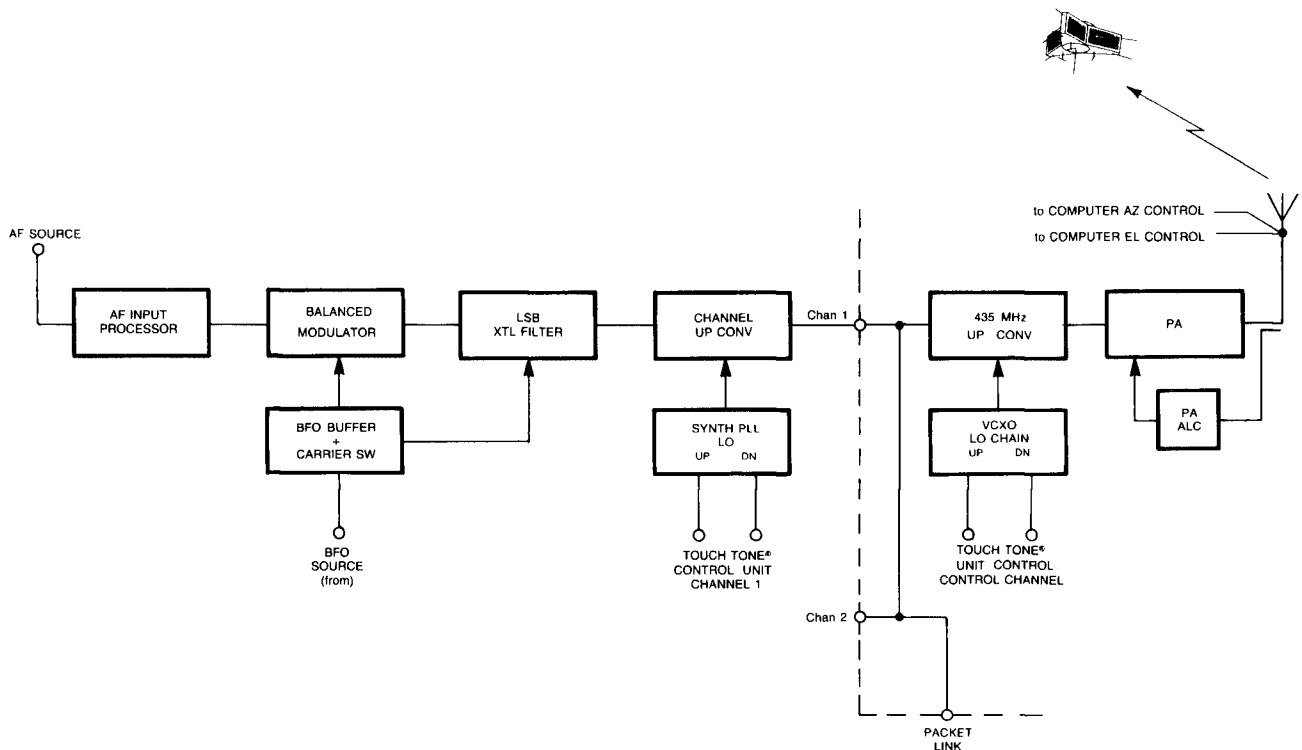 to COMPUTER AZ CONTROL
to COMPUTER EL CONTROL
AF SOURCE
AF INPUT
PROCESSOR
BALANCED
MODULATOR
LSB
XTL FILTER
CHANNEL
UP CONV
Chan 1
435 MHz
UP CONV
PA
BFO BUFFER
+
CARRIER SW
SYNTH PLL
LO
UP DN
VCXO
LO CHAIN
UP DN
PA
ALC
BFO
SOURCE
(from)
TOUCH TONE®
CONTROL UNIT
CHANNEL 1
TOUCH TONE®
UNIT CONTROL
CONTROL CHANNEL
Chan 2
PACKET
LINK